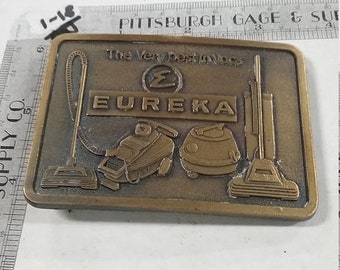 1-18
PITTSBURGH GAGE & SU
SUPPLY CO.
The Very Best in Vacs
E
EUREKA